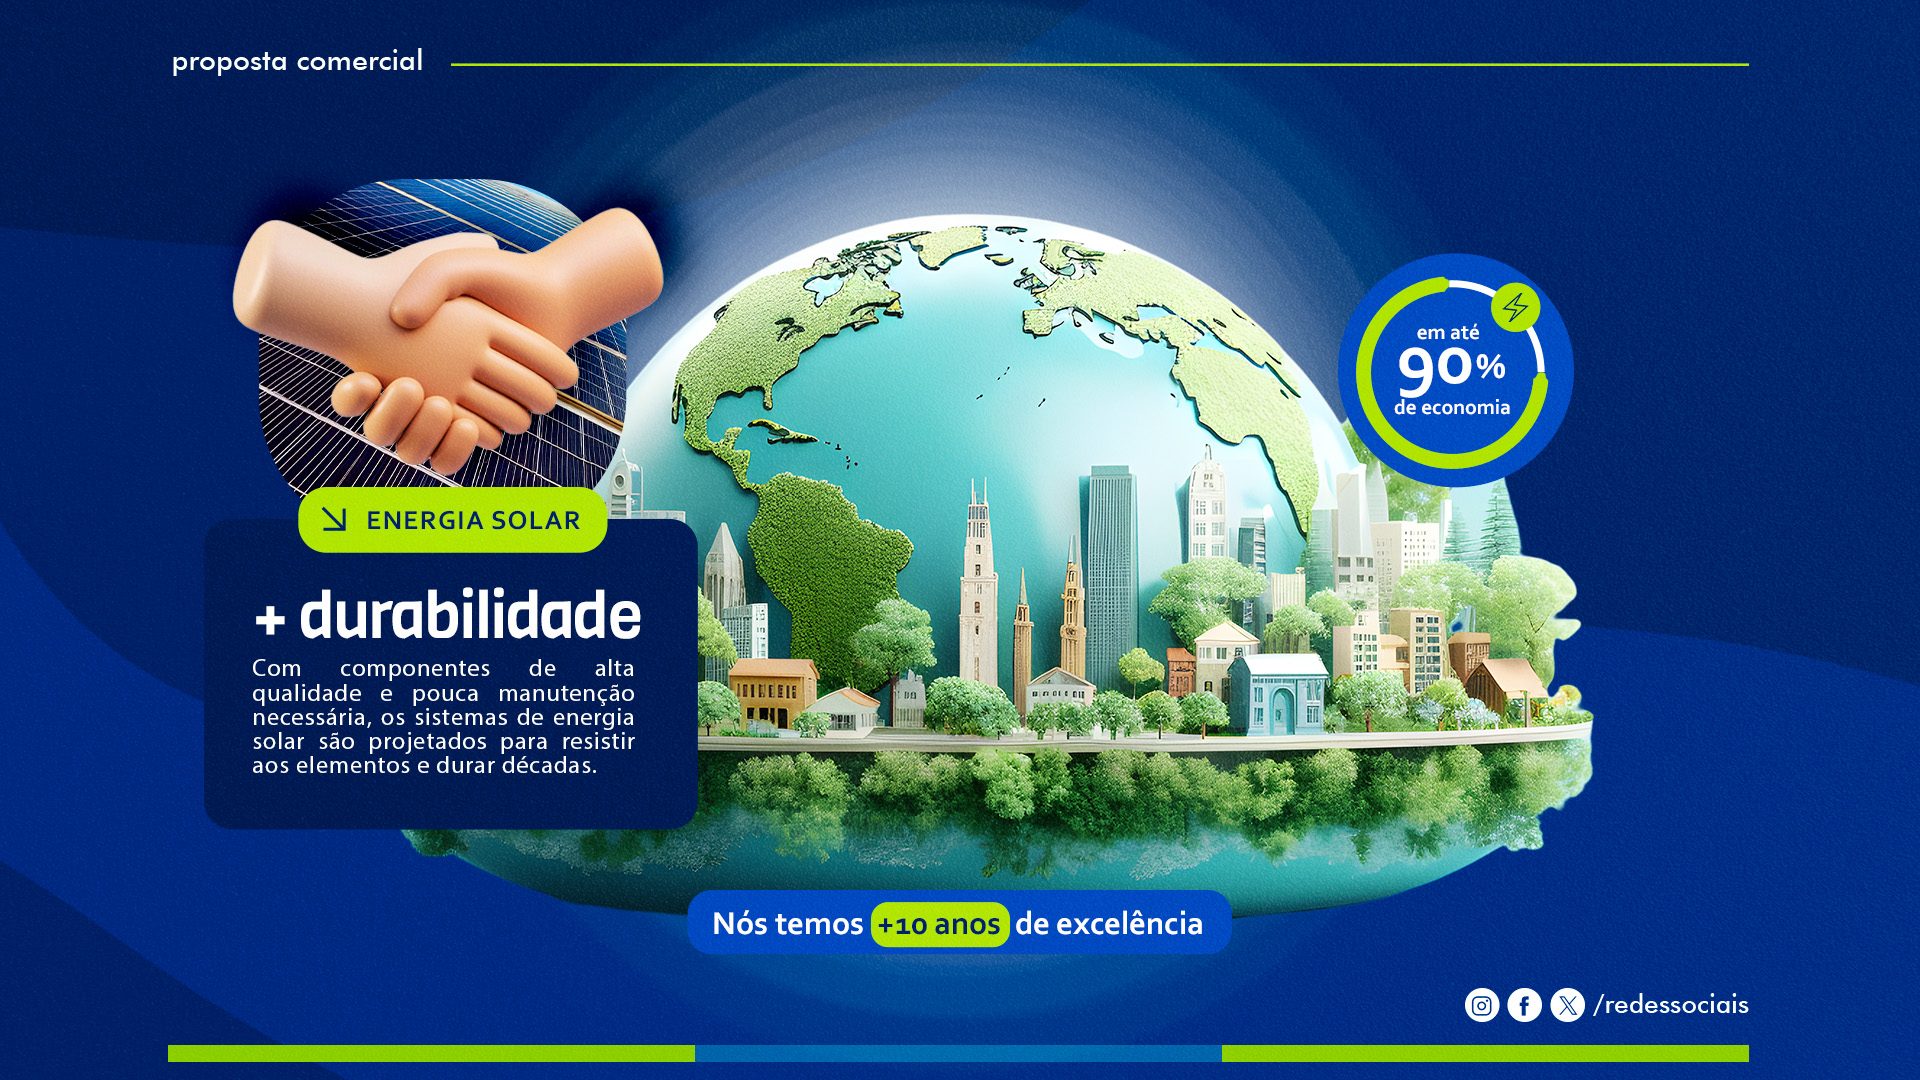 proposta comercial
em até
90%
de economia
ENERGIA SOLAR
+ durabilidade
Com componentes de alta
qualidade e pouca manutenção
necessária, os sistemas de energia
solar são projetados para resistir
aos elementos e durar décadas.
Nós temos +10 anos de excelência
/redessociais